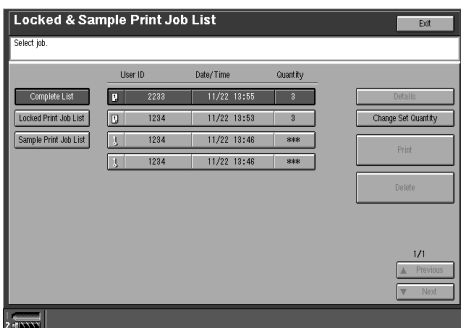 Locked & Sample Print Job List
Exit
Select job.
User ID Date/Time Quantity
Complete List 2233 11/22 13:55 3 Details
Locked Print Job List 1234 11/22 13:53 3 Change Set Quantity
Sample Print Job List 1234 11/22 13:46 ***
1234 11/22 13:46 ***
Print
Delete
1/1
▲ Previous
▼ Next
1
2